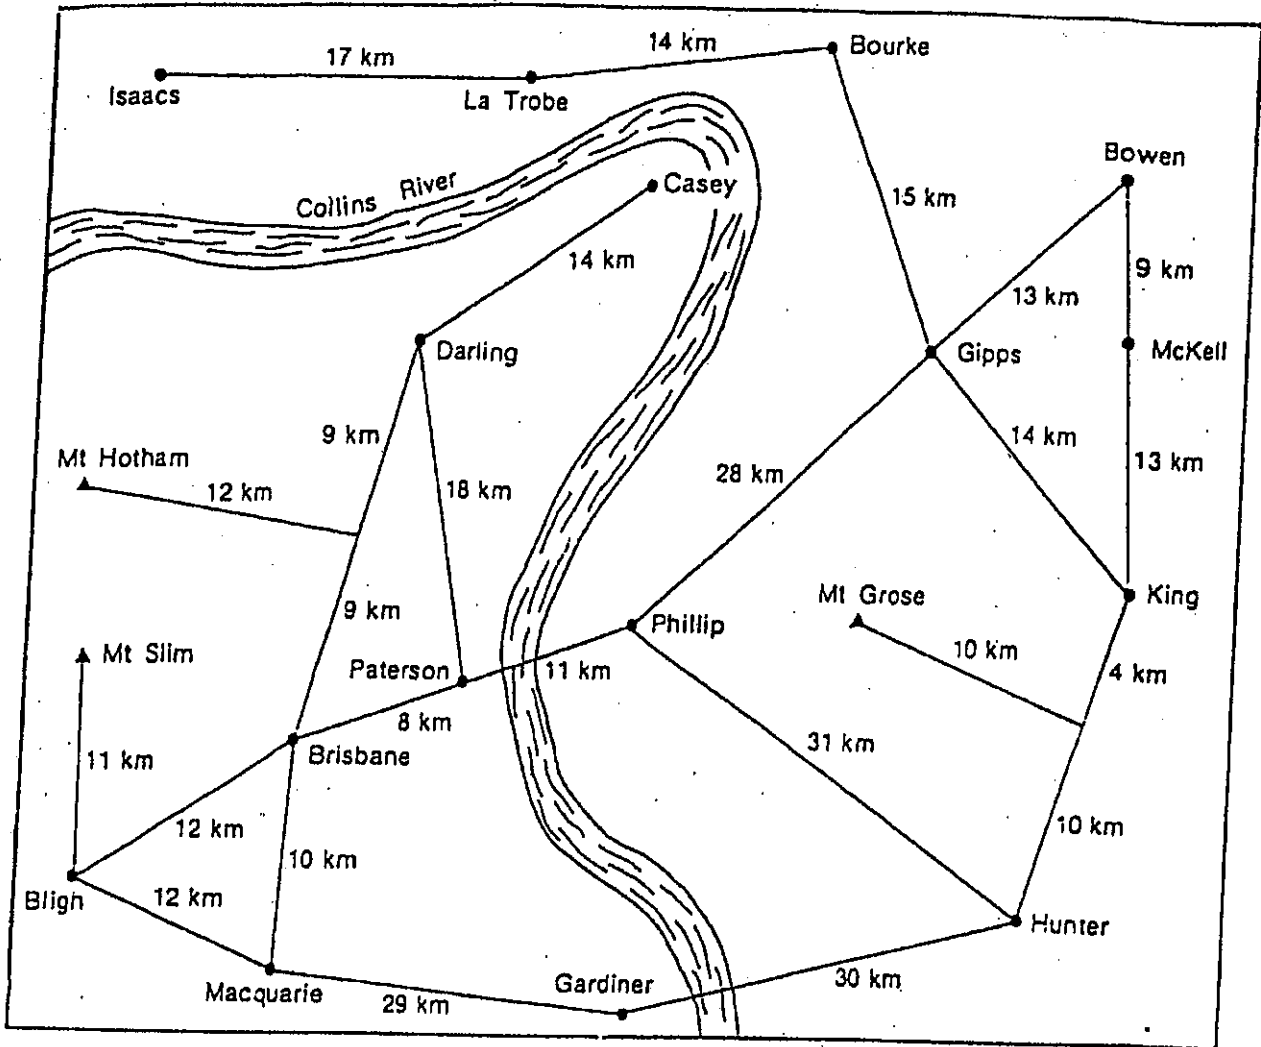 17 km
14 km
Bourke
Isaacs
La Trobe
Collins River
Casey
Bowen
15 km
14 km
9 km
13 km
Darling
Gipps
McKell
9 km
14 km
Mt Hotham
12 km
18 km
28 km
13 km
9 km
Mt Grose
King
Phillip
Mt Slim
Paterson
11 km
10 km
4 km
8 km
Brisbane
11 km
31 km
12 km
10 km
10 km
Bligh
12 km
Hunter
Macquarie
29 km
Gardiner
30 km